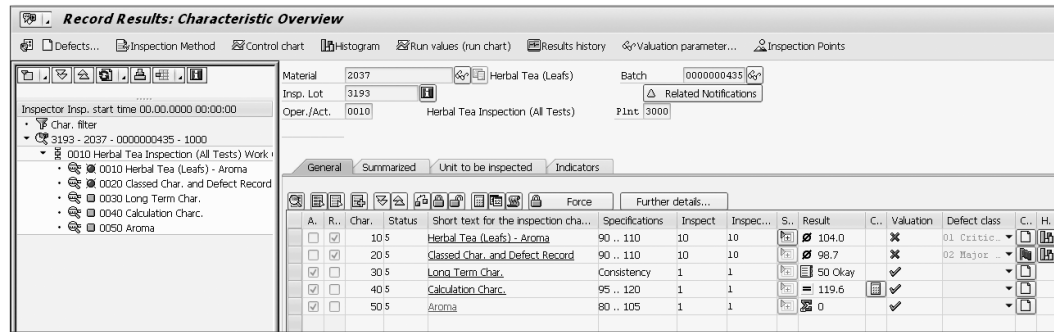 Record Results: Characteristic Overview
Defects... Inspection Method Control chart Histogram Run values (run chart) Results history Valuation parameter... Inspection Points
Material 2037 Herbal Tea (Leafs) Batch 0000000435
Insp. Lot 3193 Related Notifications
Oper./Act. 0010 Herbal Tea Inspection (All Tests) Plnt 3000
Inspector Insp. start time 00.00.0000 00:00:00
Char. filter
3193 - 2037 - 0000000435 - 1000
0010 Herbal Tea Inspection (All Tests) Work
0010 Herbal Tea (Leafs) - Aroma
0020 Classed Char. and Defect Record
0030 Long Term Char.
0040 Calculation Charc.
0050 Aroma
General Summarized Unit to be inspected Indicators
Force Further details...
A. R.. Char. Status Short text for the inspection cha... Specifications Inspect Inspec... S.. Result C.. Valuation Defect class C.. H.
10 5 Herbal Tea (Leafs) - Aroma 90 .. 110 10 10 104.0 01 Critic..
20 5 Classed Char. and Defect Record 90 .. 110 10 10 98.7 02 Major ..
30 5 Long Term Char. Consistency 1 1 50 Okay
40 5 Calculation Charc. 95 .. 120 1 1 119.6
50 5 Aroma 80 .. 105 1 1 0